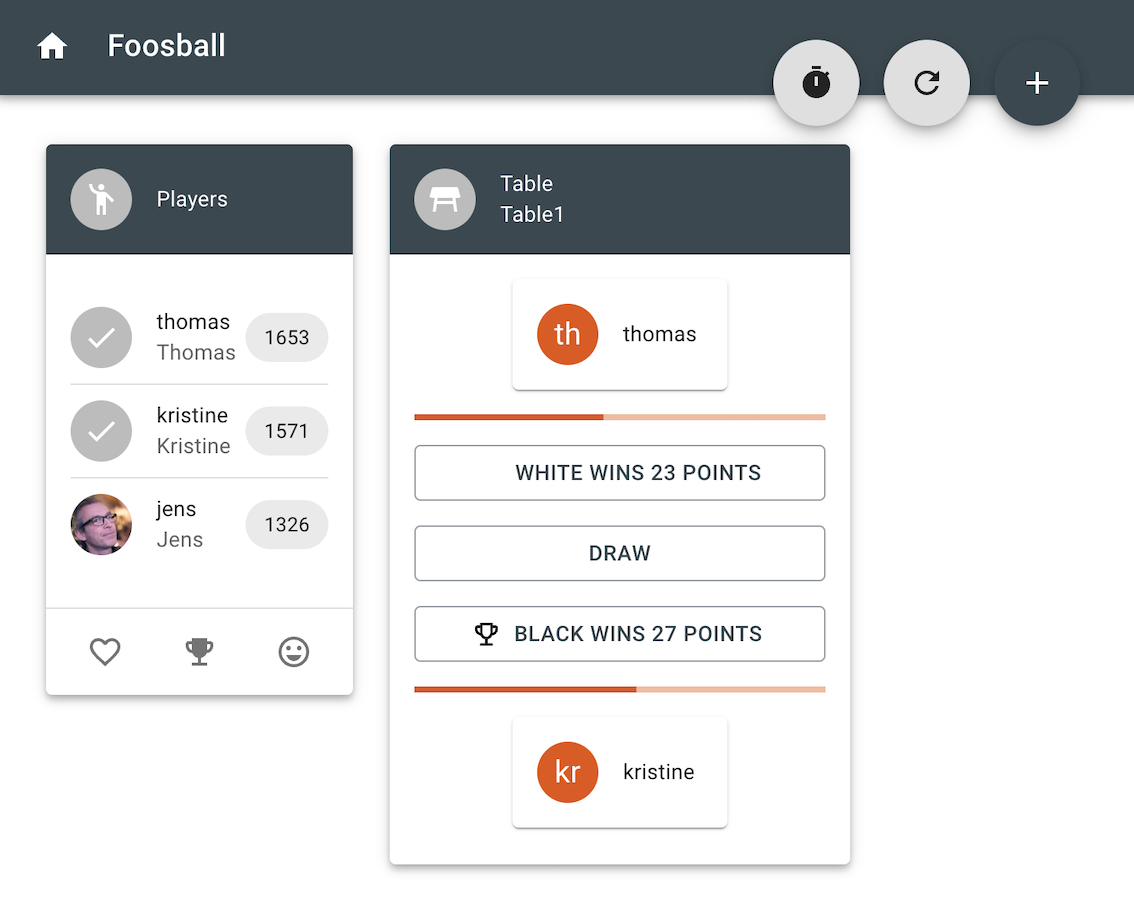 Foosball
Players
thomas
Thomas
1653
kristine
Kristine
1571
jens
Jens
1326
Table
Table1
th
thomas
WHITE WINS 23 POINTS
DRAW
BLACK WINS 27 POINTS
kr
kristine